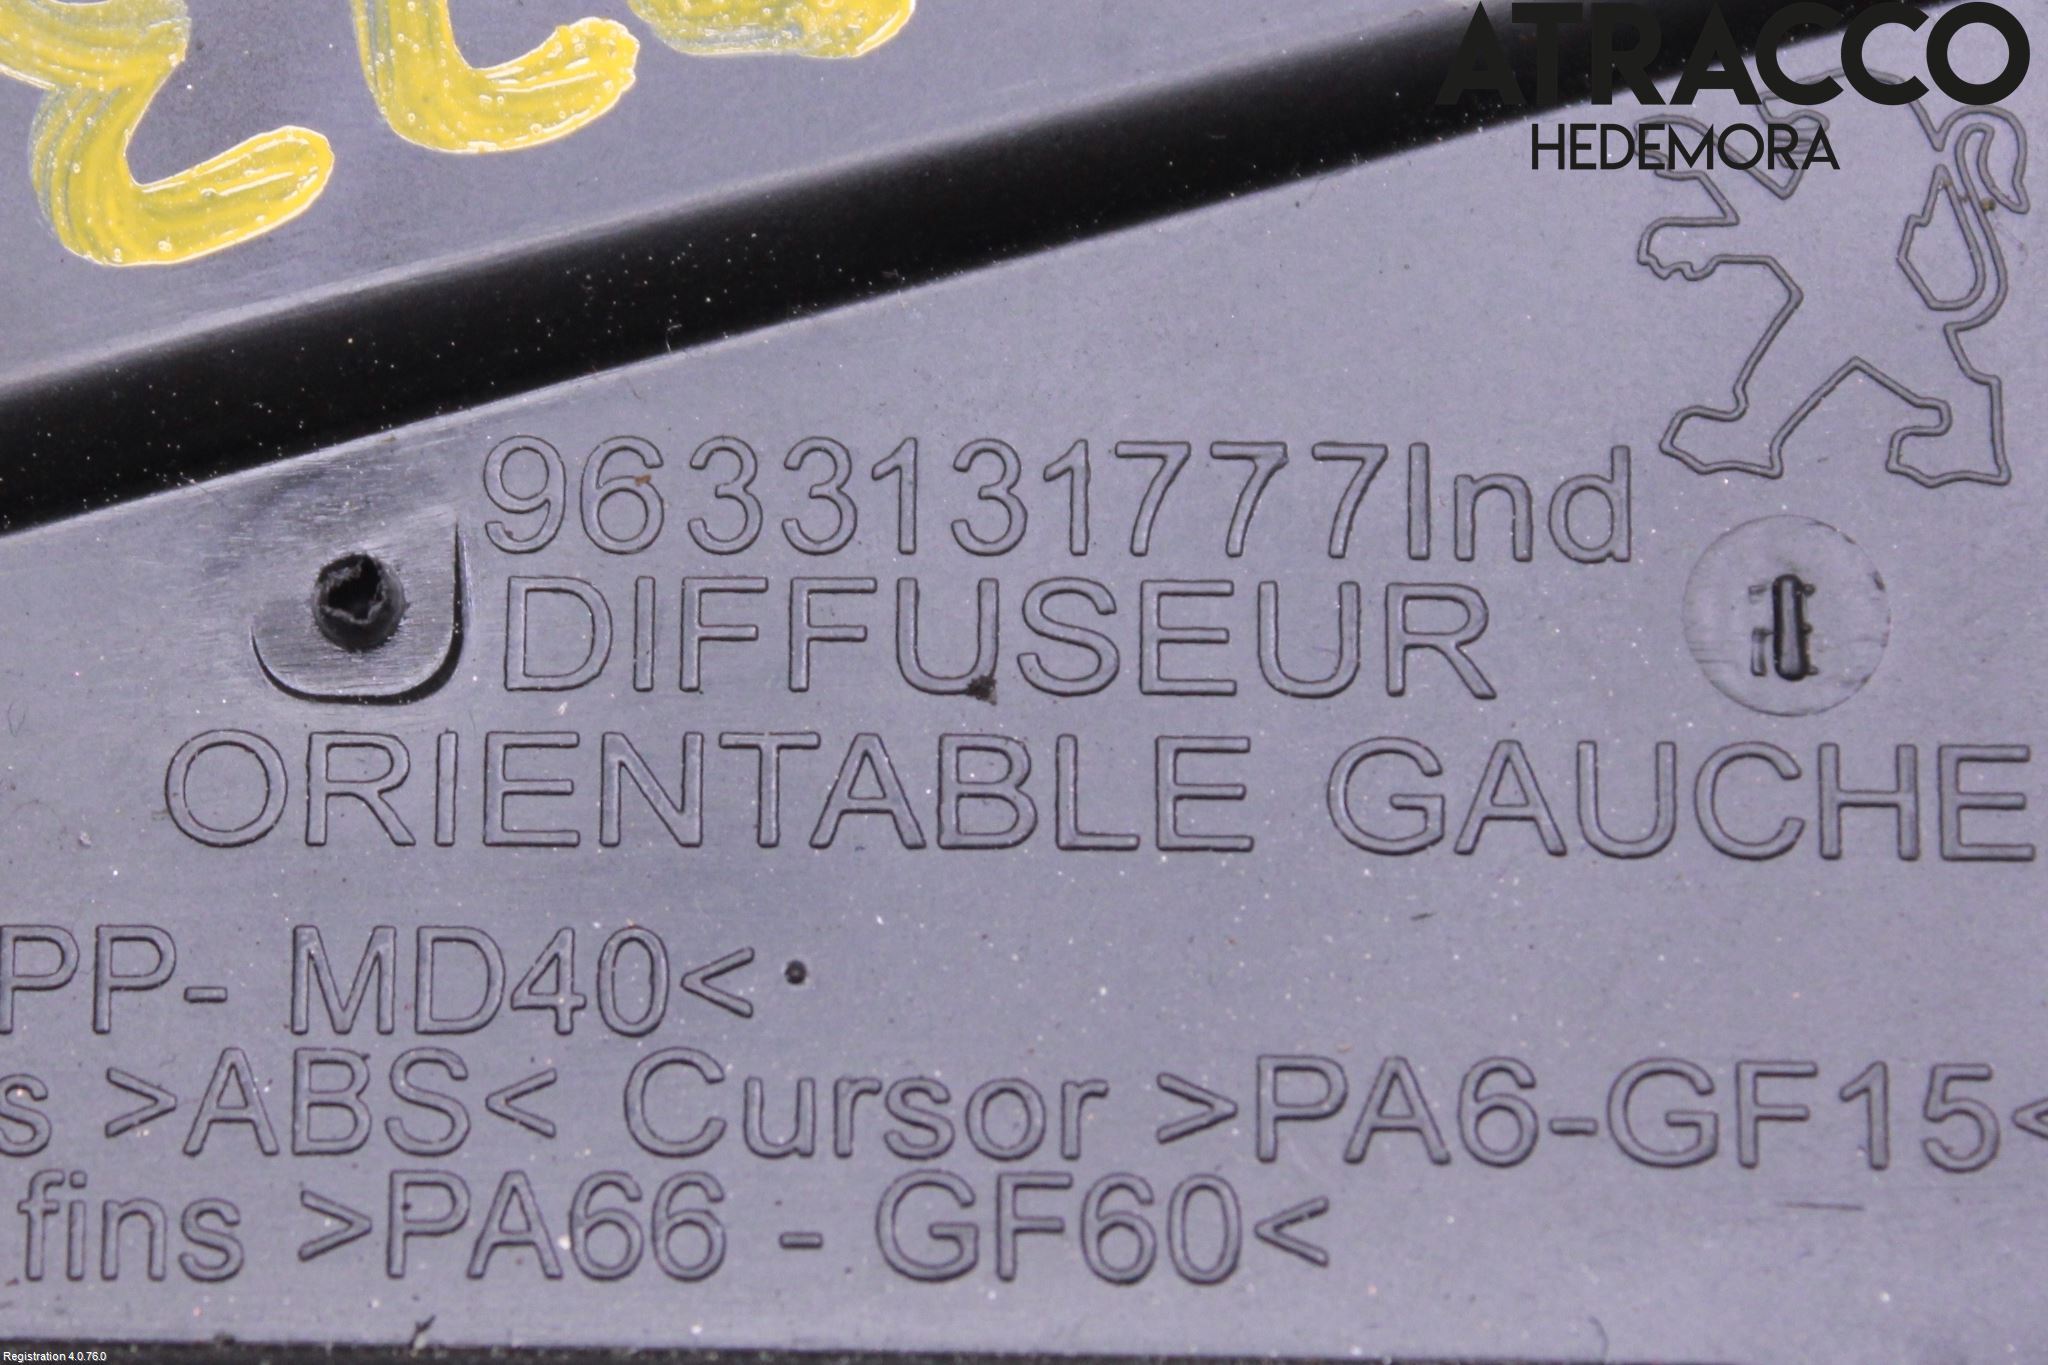 ATRACCO
HEDEMORA
9633131777Ind
DIFFUSEUR
ORIENTABLE GAUCHE
PP- MD40<
s >ABS< Cursor >PA6-GF15<
fins >PA66 - GF60<
Registration 4.0.76.0